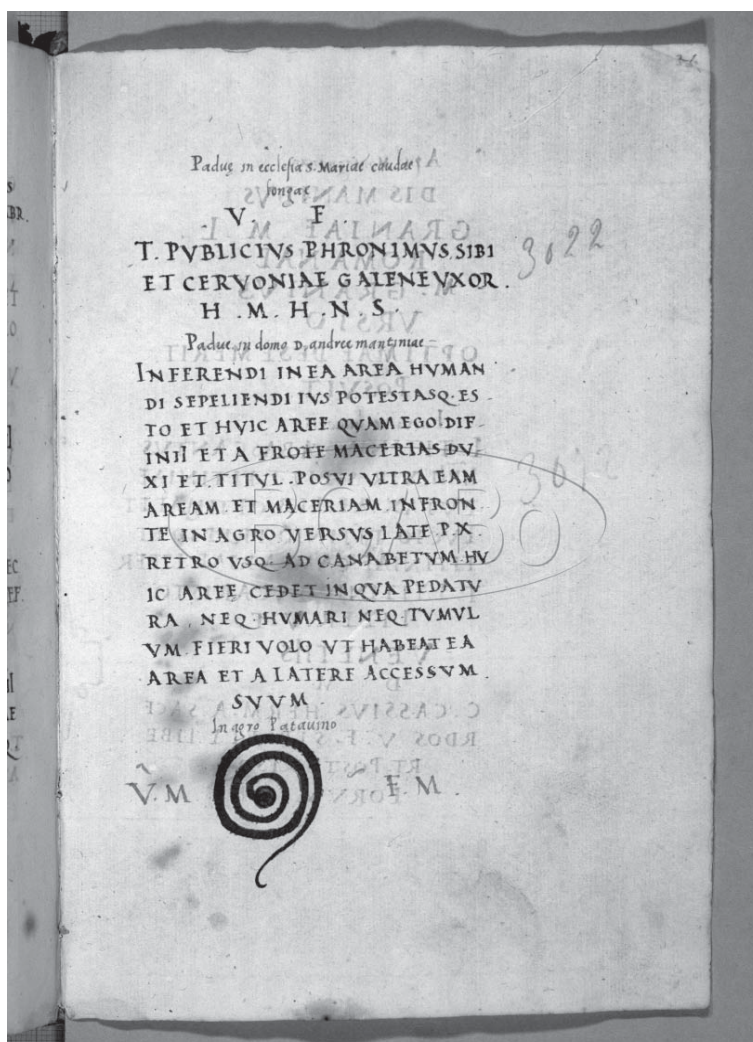 Padue in ecclesia S. Mariae caudae
longae
V F.
T. PVBLICIVS PHRONIMVS. SIBI
ET CERVONIAE GALENE VXOR.
H . M . H . N . S .
3022
Padue in domo D. andree mantiniae
INFERENDI IN EA AREA HVMAN
DI SEPELIENDI IVS POTESTASQ. ES
TO ET HVIC AREE QVAM EGO DIF
INII ET A FROTE MACERIAS DV
XI ET. TITVL. POSVI VLTRA EAM
AREAM ET MACERIAM IN FRON
TE IN AGRO VERSVS LATE P. X.
RETRO VSQ. AD CANABETVM. HV
IC AREE CEDET IN QVA PEDATV
RA, NEQ. HVMARI NEQ. TVMVL
VM. FIERI VOLO VT HABEAT EA
AREA ET A LATERE ACCESSVM.
SVVM.
In agro Patauino
V. M F. M.